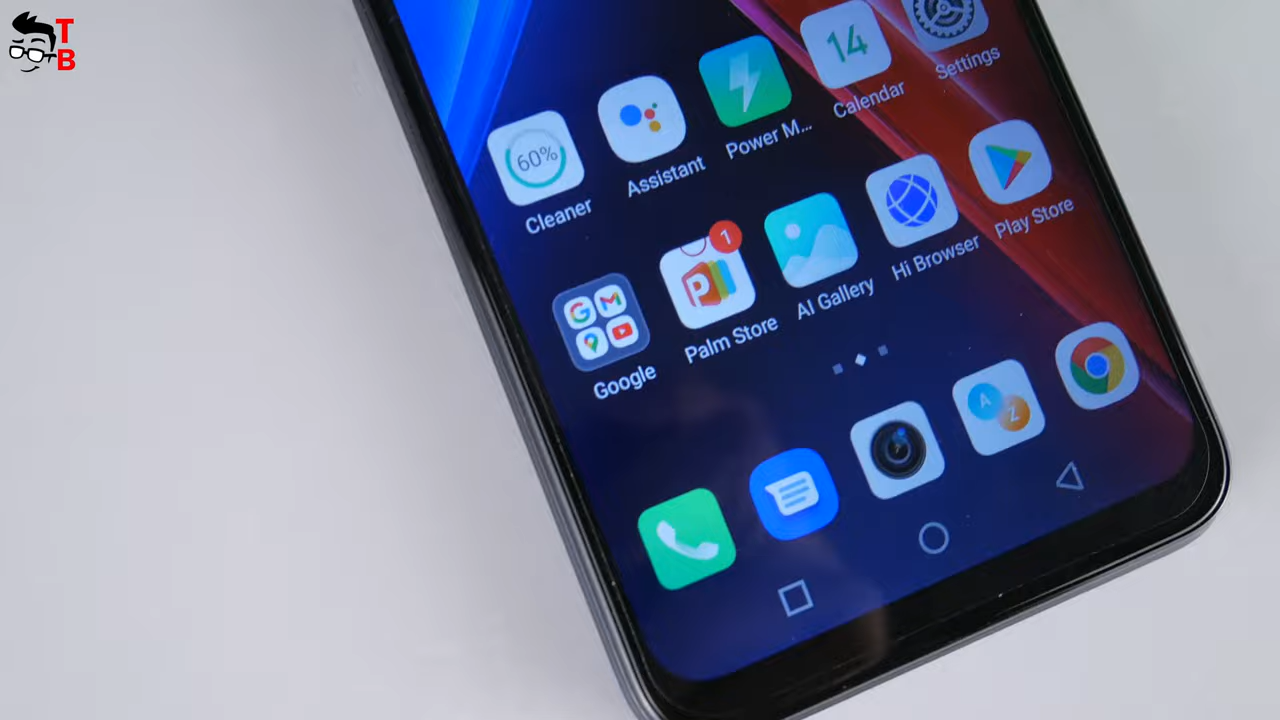 T
B
14
Settings
Calendar
60%
Power M...
Assistant
Cleaner
Play Store
1
Hi Browser
AI Gallery
P
Palm Store
G
Google
A
Z